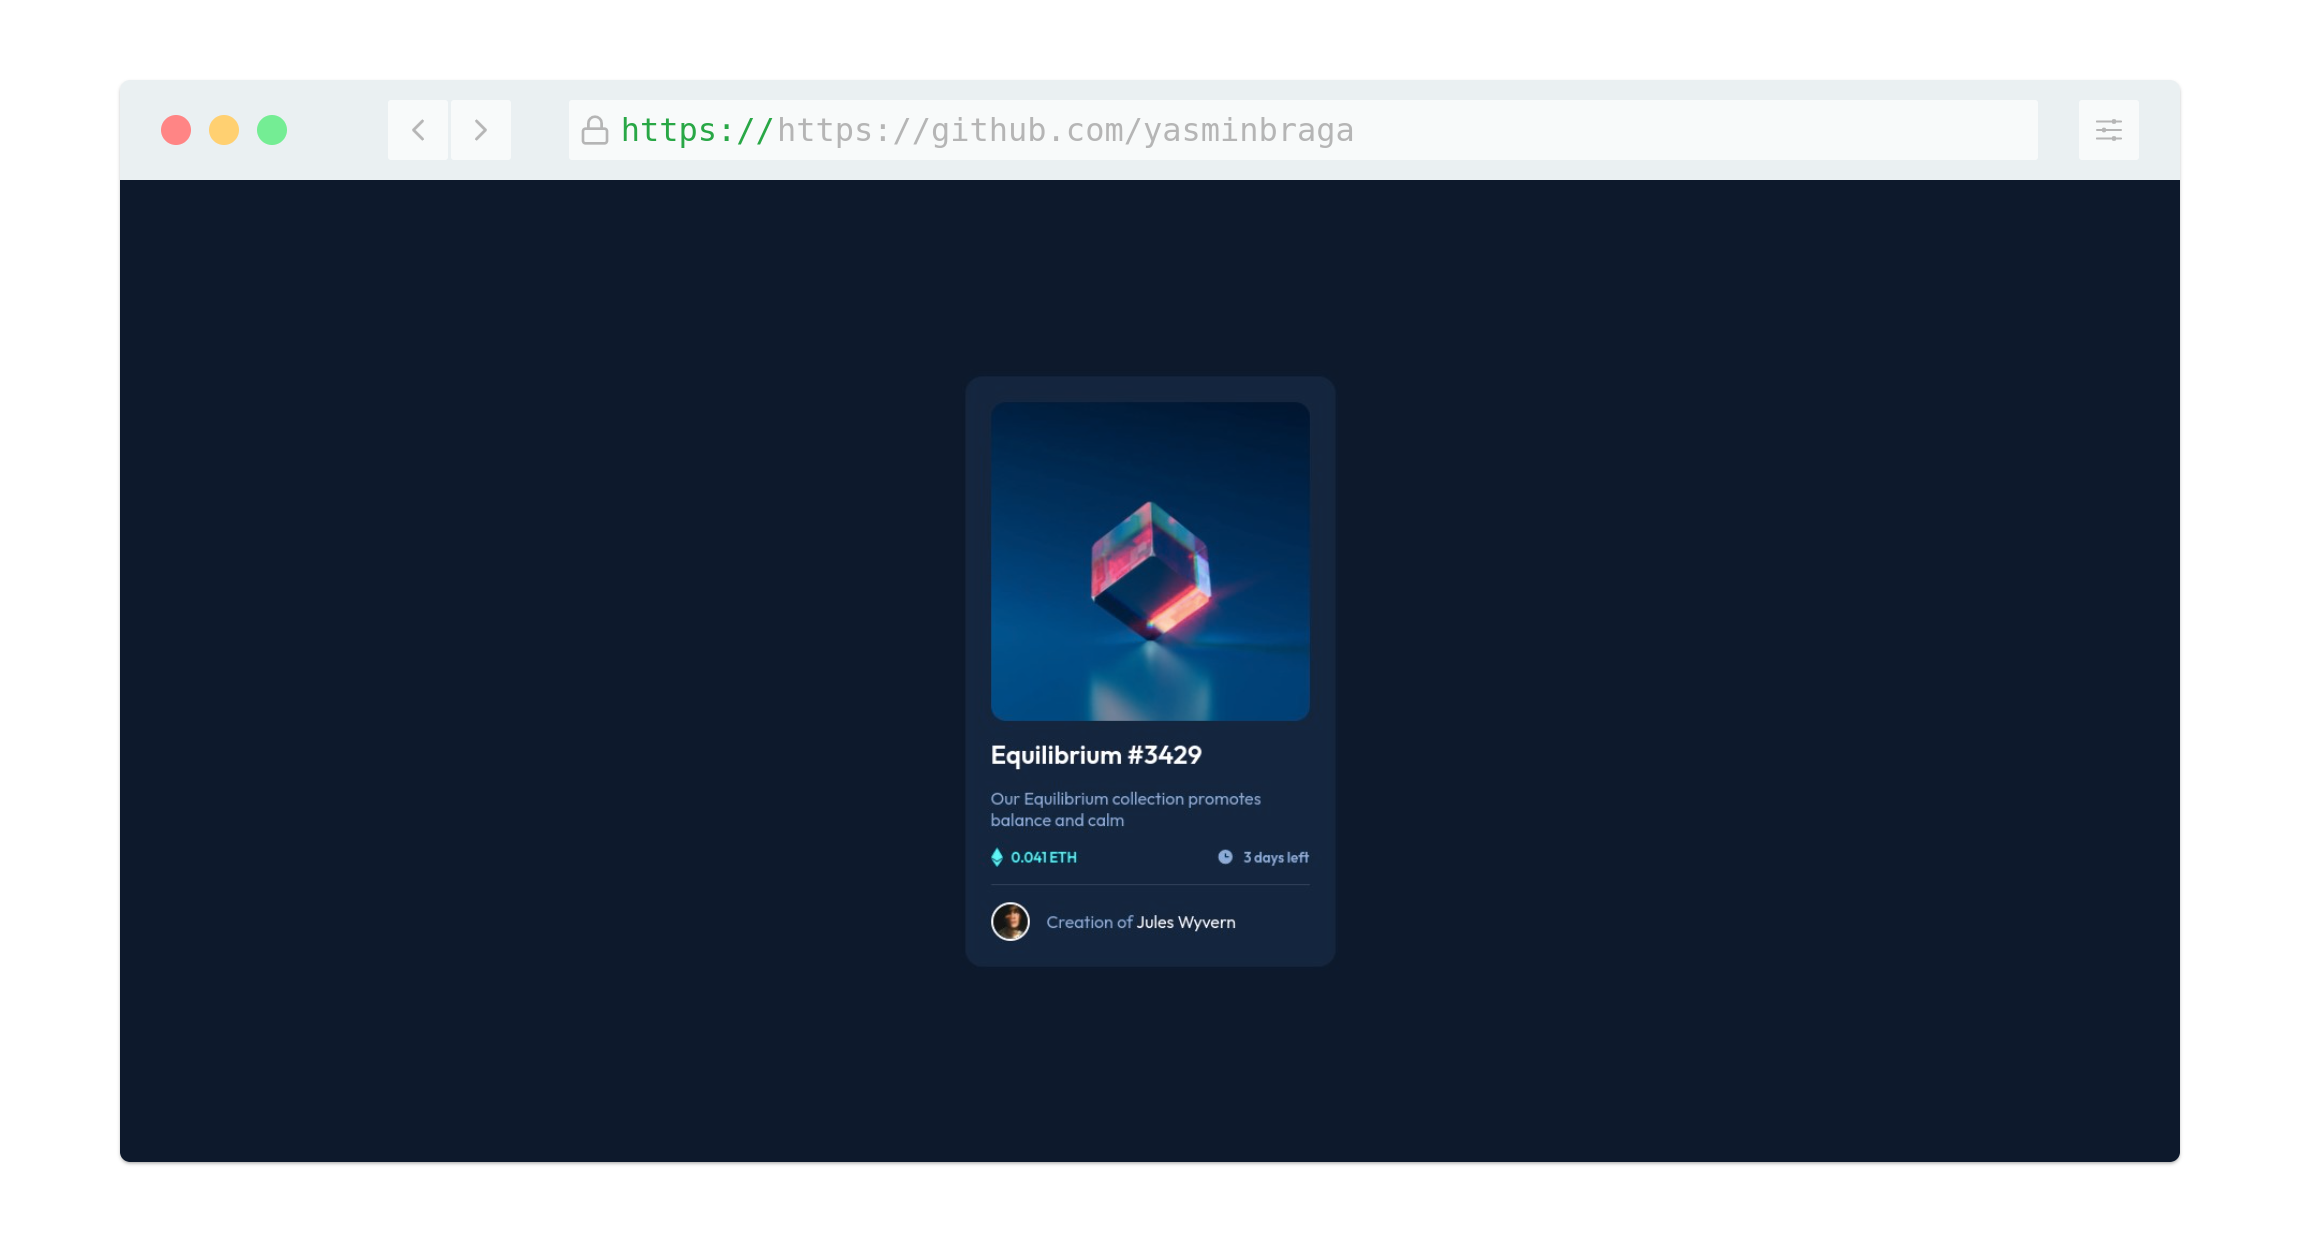 https://https://github.com/yasminbraga
Equilibrium #3429
Our Equilibrium collection promotes
balance and calm
0.041 ETH 3 days left
Creation of Jules Wyvern